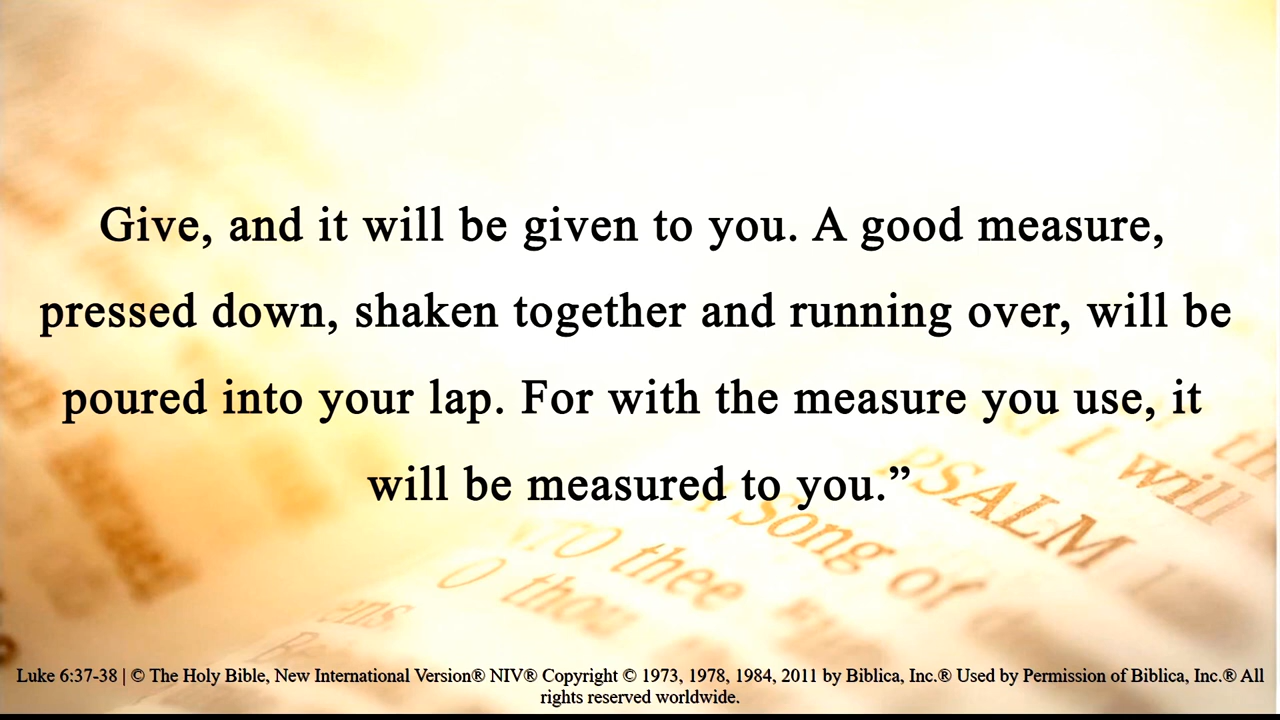 Give, and it will be given to you. A good measure,
pressed down, shaken together and running over, will be
poured into your lap. For with the measure you use, it
will be measured to you.”
I will
PSALM
A Song of
O thee
O thou
Luke 6:37-38 | © The Holy Bible, New International Version® NIV® Copyright © 1973, 1978, 1984, 2011 by Biblica, Inc.® Used by Permission of Biblica, Inc.® All
rights reserved worldwide.